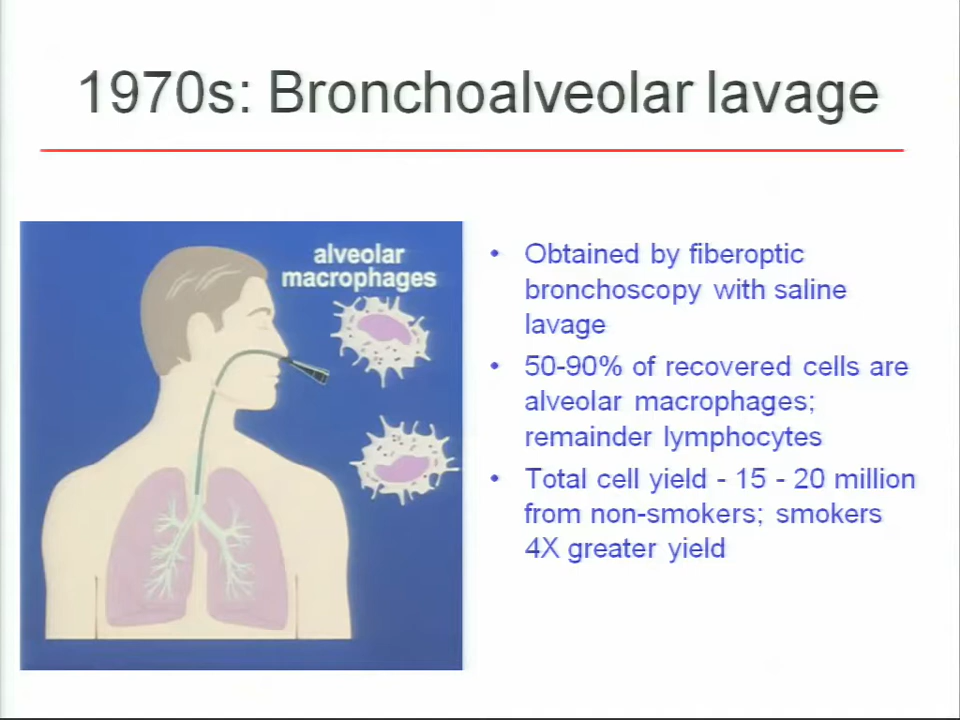 1970s: Bronchoalveolar lavage
alveolar
macrophages
• Obtained by fiberoptic
bronchoscopy with saline
lavage
• 50-90% of recovered cells are
alveolar macrophages;
remainder lymphocytes
• Total cell yield - 15 - 20 million
from non-smokers; smokers
4X greater yield